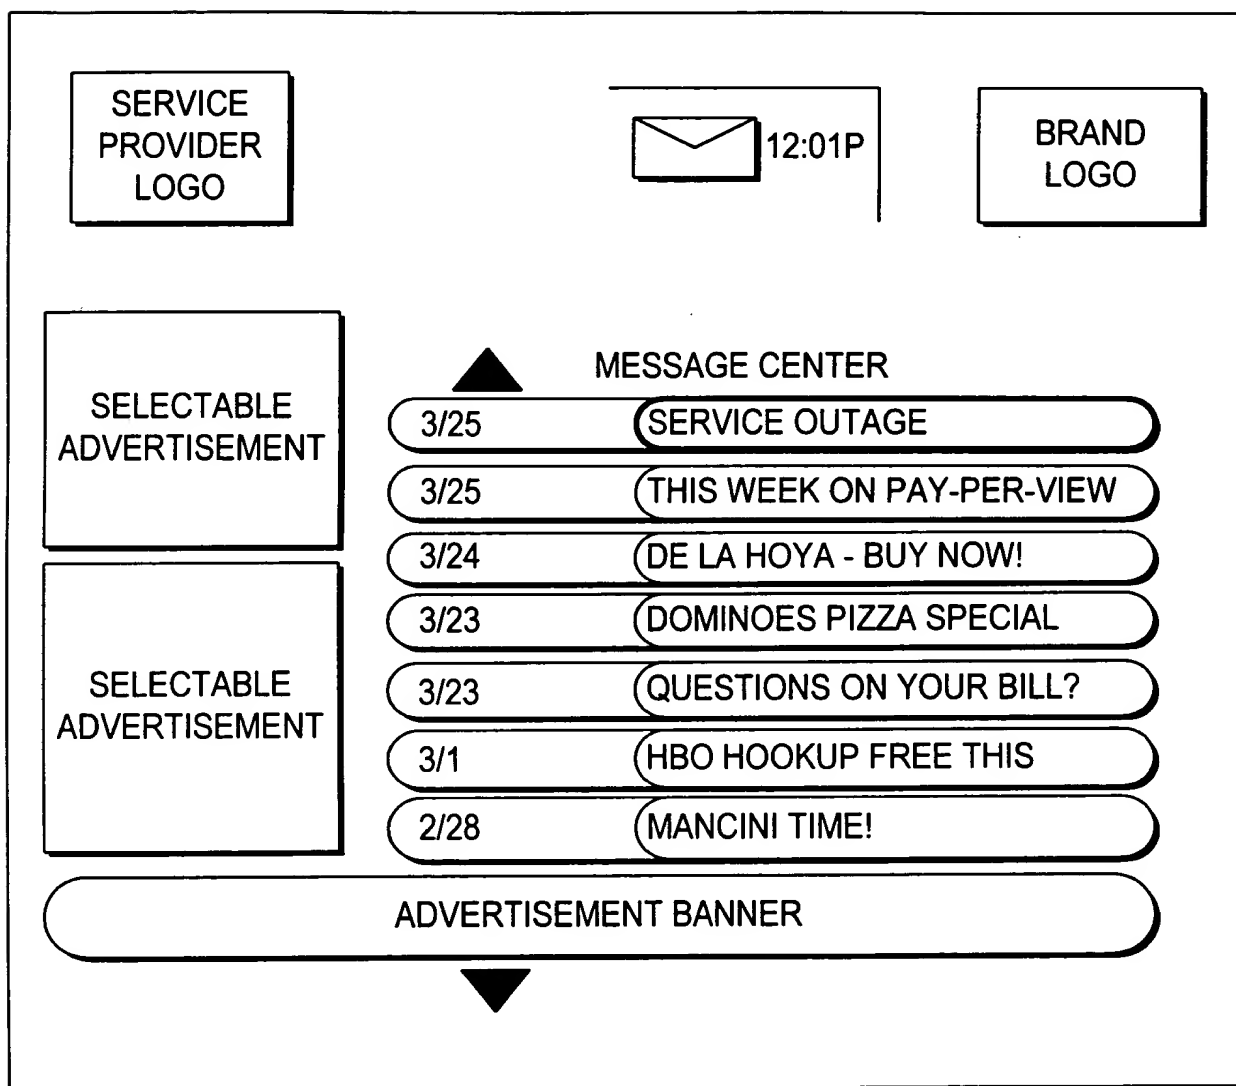 SERVICE
PROVIDER
LOGO
12:01P
BRAND
LOGO
SELECTABLE
ADVERTISEMENT
SELECTABLE
ADVERTISEMENT
MESSAGE CENTER
3/25 SERVICE OUTAGE
3/25 THIS WEEK ON PAY-PER-VIEW
3/24 DE LA HOYA - BUY NOW!
3/23 DOMINOES PIZZA SPECIAL
3/23 QUESTIONS ON YOUR BILL?
3/1 HBO HOOKUP FREE THIS
2/28 MANCINI TIME!
ADVERTISEMENT BANNER